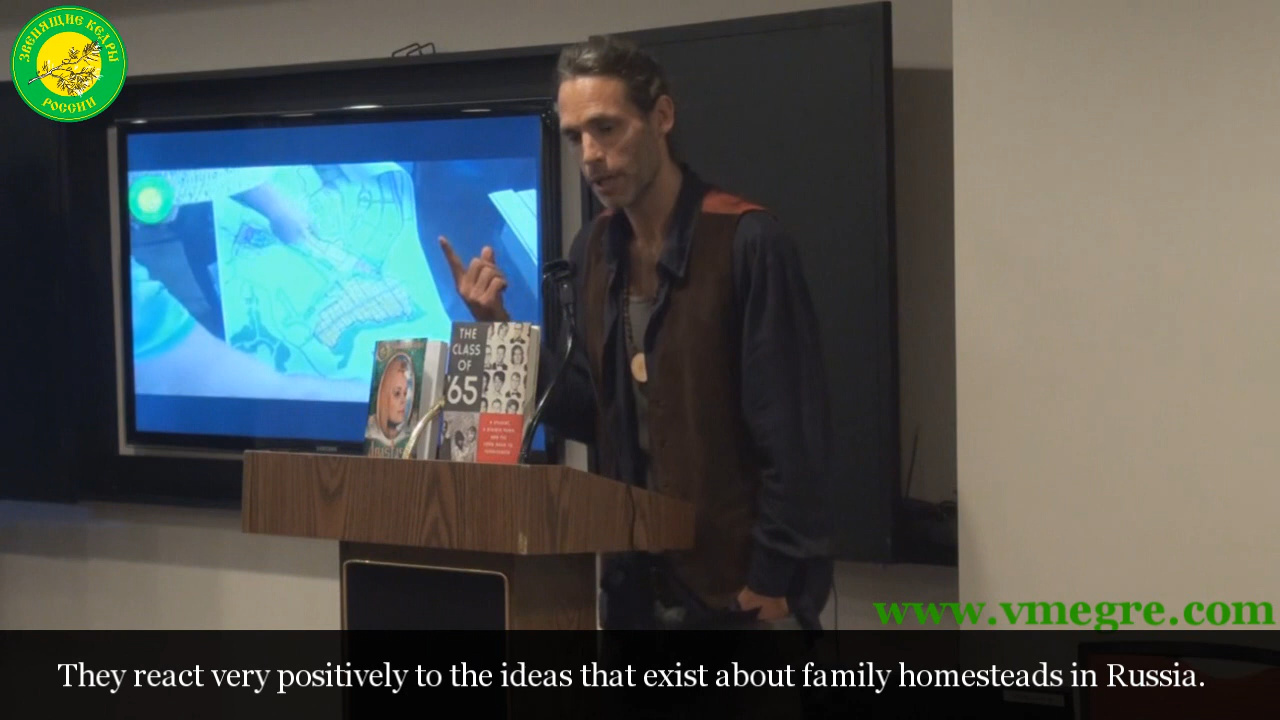 ЗВЕНЯЩИЕ КЕДРЫ
РОССИИ
THE
CLASS
OF
'65
www.vmegre.com
They react very positively to the ideas that exist about family homesteads in Russia.